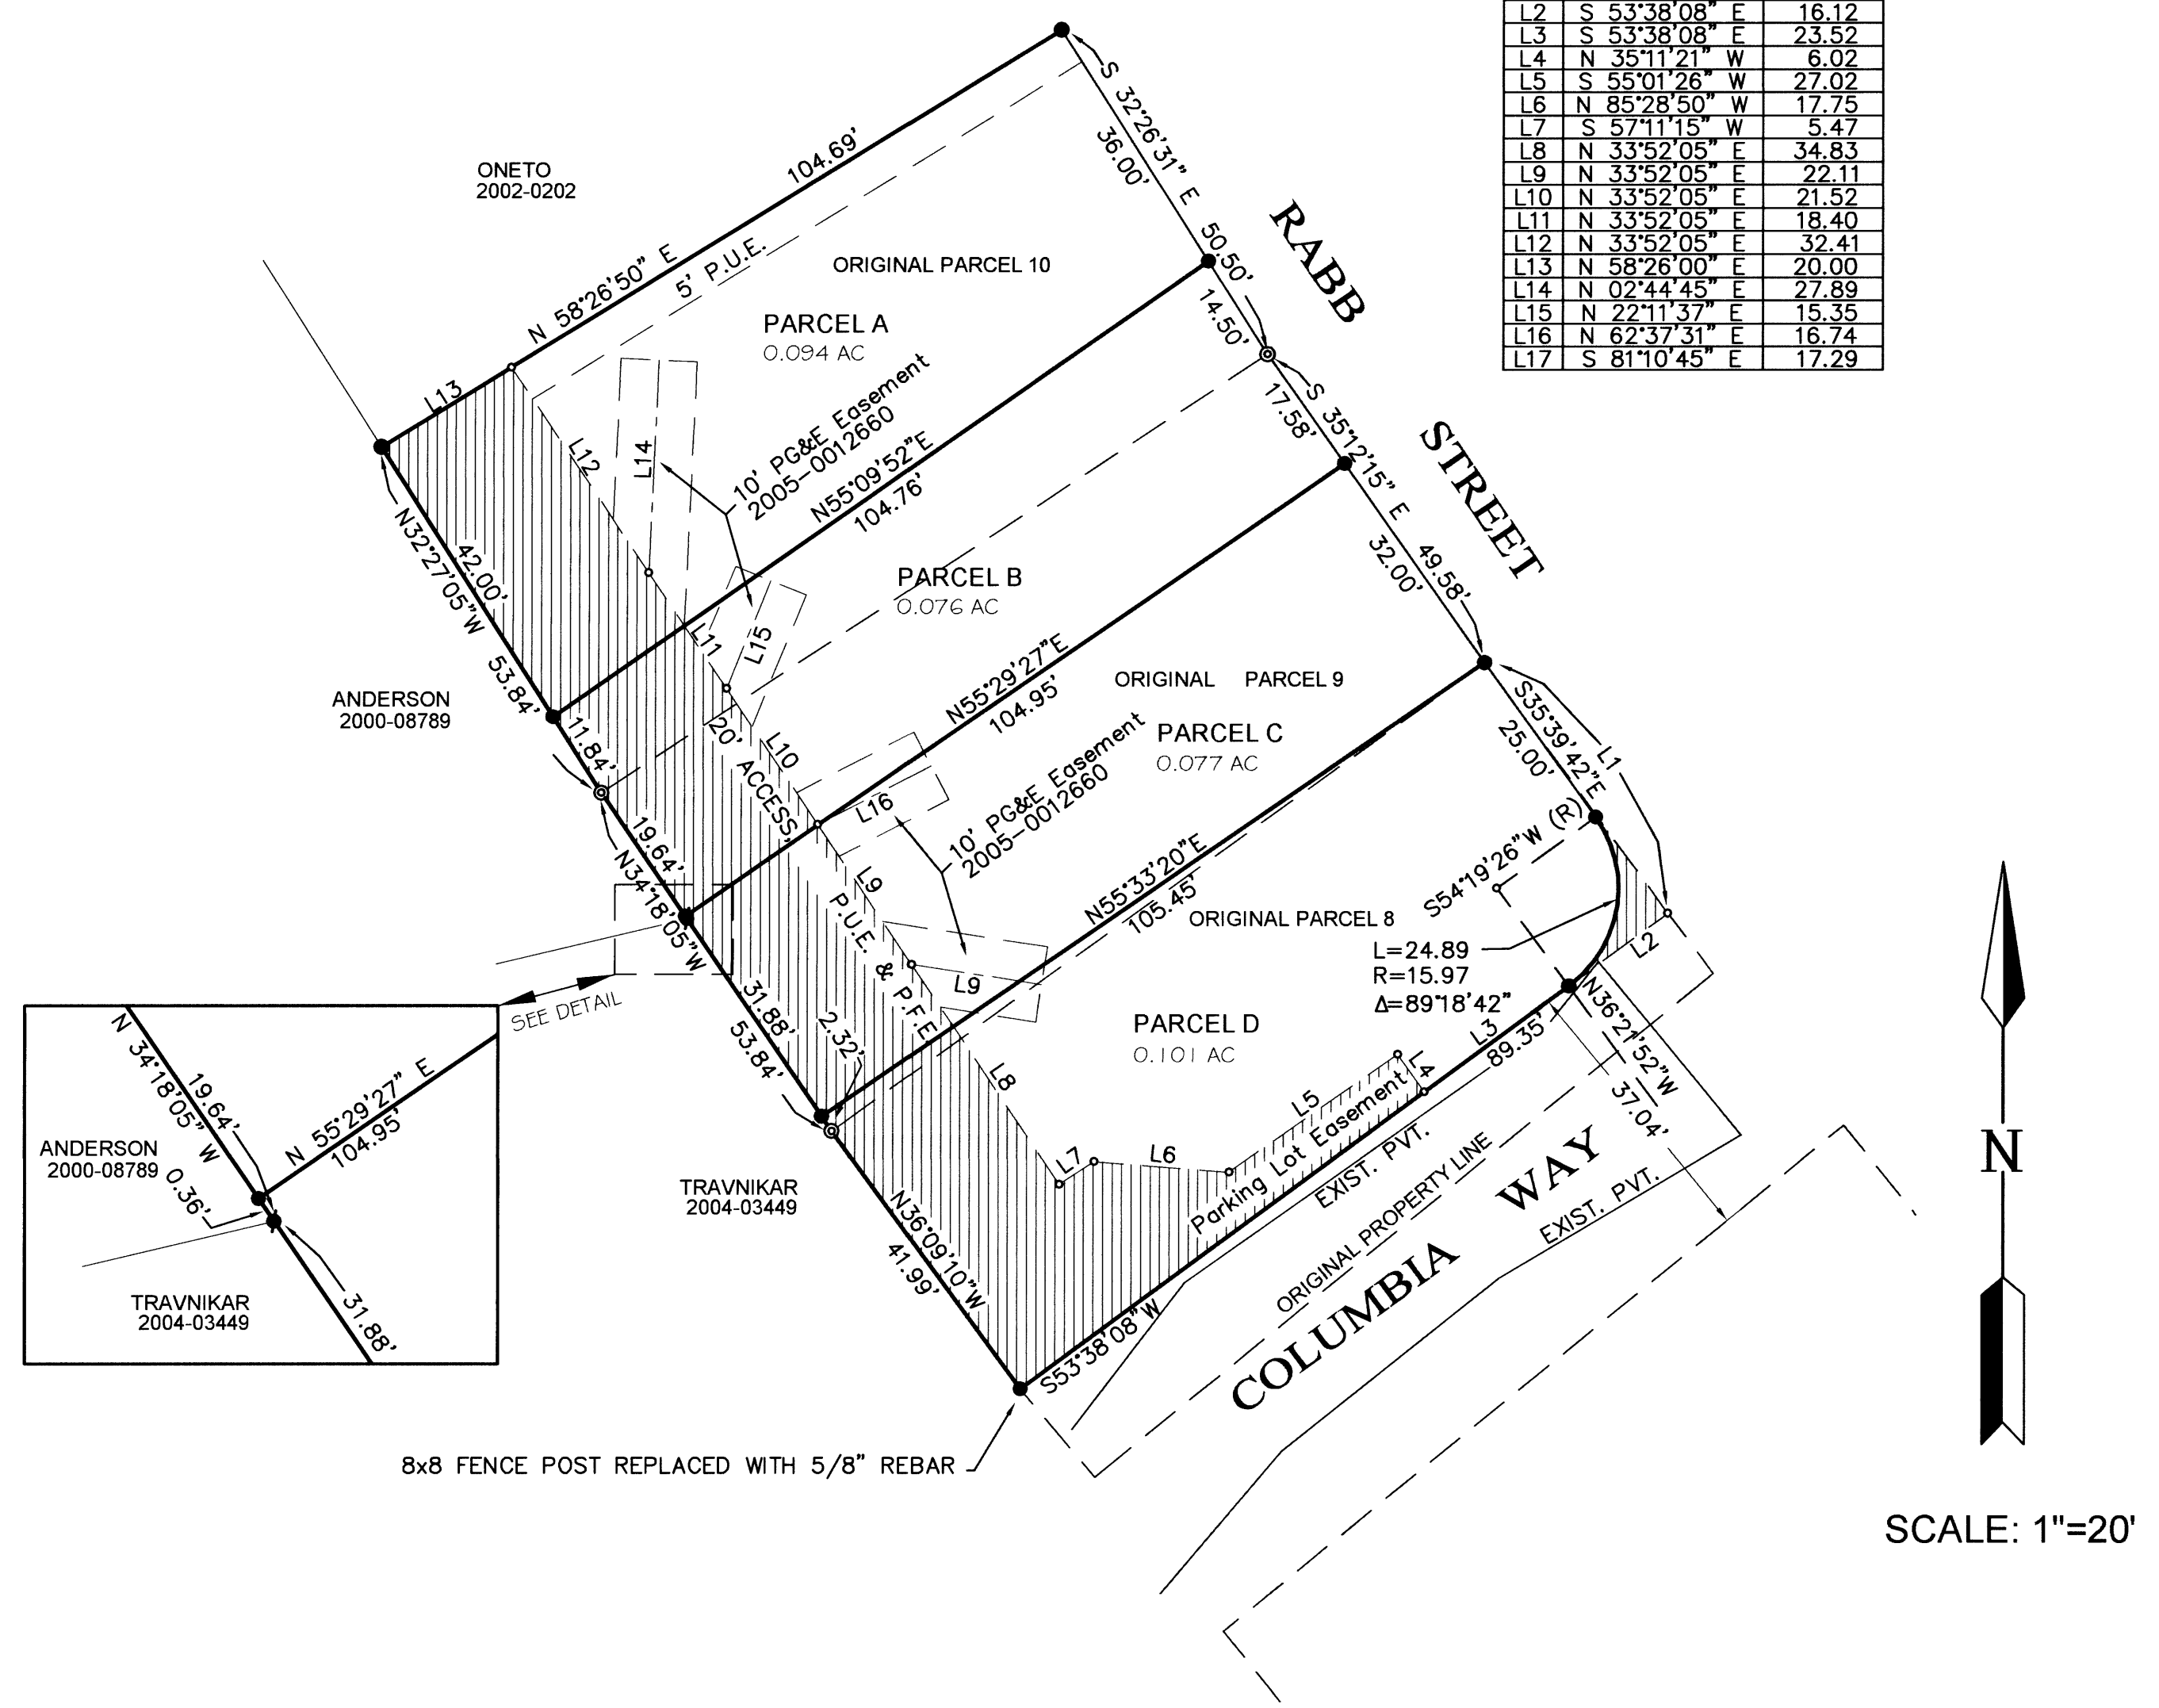 L2 S 53°38'08" E 16.12
L3 S 53°38'08" E 23.52
L4 N 35°11'21" W 6.02
L5 S 55°01'26" W 27.02
L6 N 85°28'50" W 17.75
L7 S 57°11'15" W 5.47
L8 N 33°52'05" E 34.83
L9 N 33°52'05" E 22.11
L10 N 33°52'05" E 21.52
L11 N 33°52'05" E 18.40
L12 N 33°52'05" E 32.41
L13 N 58°26'00" E 20.00
L14 N 02°44'45" E 27.89
L15 N 22°11'37" E 15.35
L16 N 62°37'31" E 16.74
L17 S 81°10'45" E 17.29
ONETO
2002-0202
104.69'
N 58°26'50" E
5' P.U.E.
S 32°26'31" E 50.50'
36.00'
14.50'
RABB STREET
ORIGINAL PARCEL 10
PARCEL A
0.094 AC
L13
L12
L14
10' PG&E Easement
2005-0012660
N55°09'52"E
104.76'
17.58'
S 35°12'15" E 49.58'
32.00'
42.00'
N32°27'05"W 53.84'
PARCEL B
0.076 AC
L11
L15
ANDERSON
2000-08789
11.84'
20' ACCESS, P.U.E. & P.F.E.
L10
N55°29'27"E
104.95'
ORIGINAL PARCEL 9
PARCEL C
0.077 AC
L16
10' PG&E Easement
2005-0012660
S35°39'42"E
25.00'
L1
19.64'
N34°18'05"W 53.84'
L9
N55°33'20"E
105.45'
S54°19'26"W (R)
ORIGINAL PARCEL 8
L=24.89
R=15.97
Δ=89°18'42"
L2
SEE DETAIL
31.88'
2.32'
L9
PARCEL D
0.101 AC
L8
L3
89.35'
N36°21'52"W
37.04'
L4
L5
Parking Lot Easement
L7
L6
EXIST. PVT.
ORIGINAL PROPERTY LINE
COLUMBIA WAY
EXIST. PVT.
N 34°18'05" W
19.64'
N 55°29'27" E
104.95'
ANDERSON
2000-08789
0.36'
TRAVNIKAR
2004-03449
31.88'
TRAVNIKAR
2004-03449
N36°09'10"W
41.99'
S53°38'08"W
8x8 FENCE POST REPLACED WITH 5/8" REBAR
N
SCALE: 1"=20'